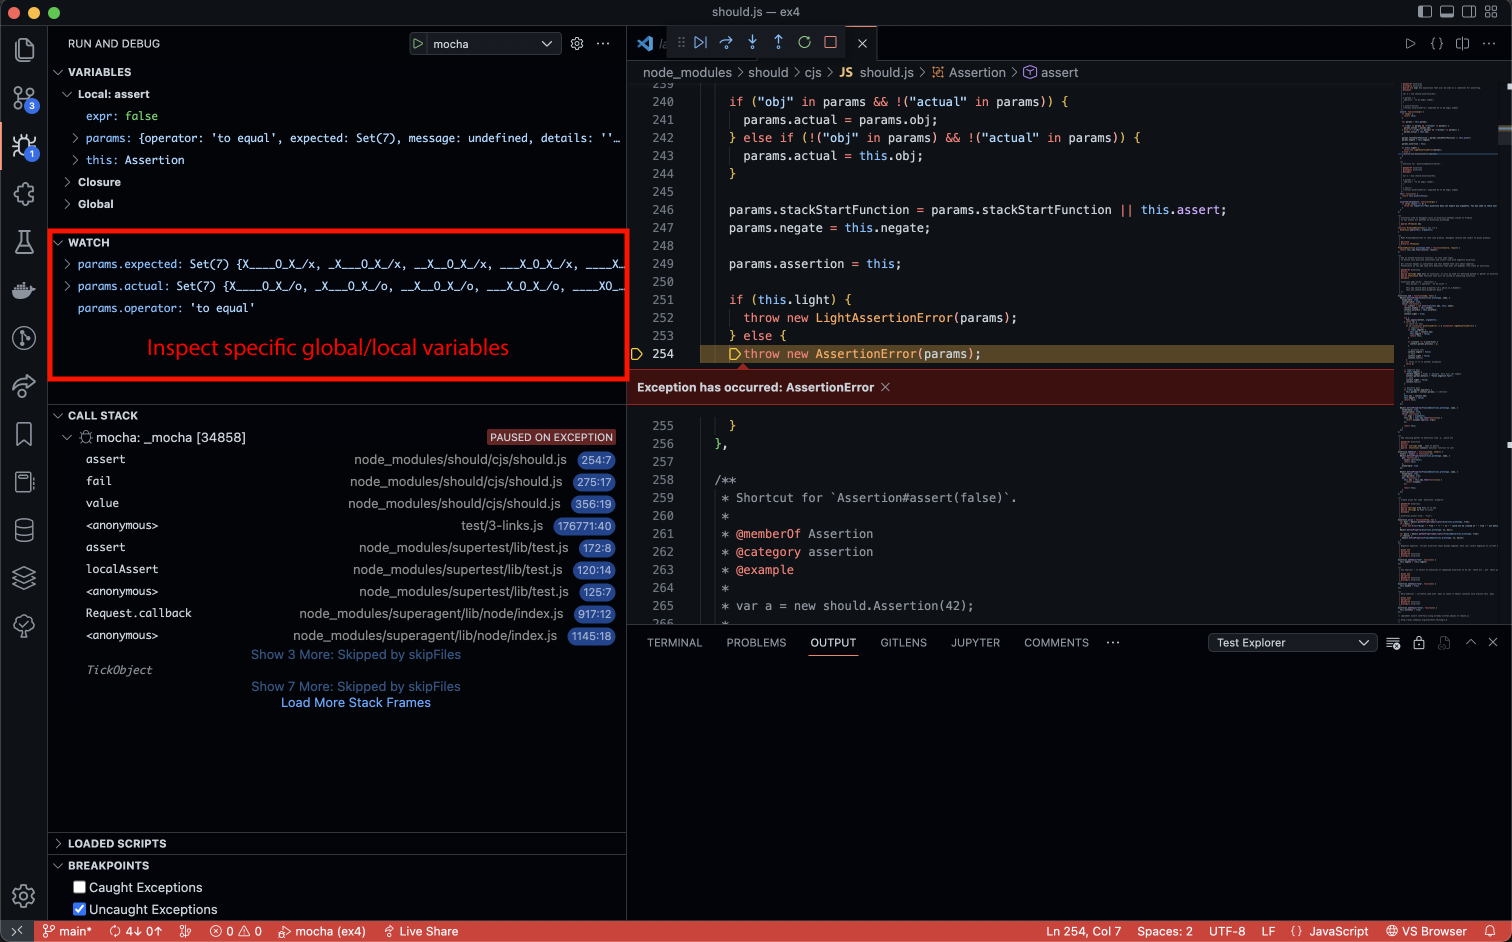 should.js — ex4
RUN AND DEBUG
mocha
VARIABLES
Local: assert
expr: false
params: {operator: 'to equal', expected: Set(7), message: undefined, details: ''…
this: Assertion
Closure
Global
WATCH
params.expected: Set(7) {X____O_X_/x, _X___O_X_/x, __X__O_X_/x, ___X_O_X_/x, ____X…
params.actual: Set(7) {X____O_X_/o, _X___O_X_/o, __X__O_X_/o, ___X_O_X_/o, ____XO_…
params.operator: 'to equal'
Inspect specific global/local variables
CALL STACK
mocha: _mocha [34858] PAUSED ON EXCEPTION
assert node_modules/should/cjs/should.js 254:7
fail node_modules/should/cjs/should.js 275:17
value node_modules/should/cjs/should.js 356:19
<anonymous> test/3-links.js 176771:40
assert node_modules/supertest/lib/test.js 172:8
localAssert node_modules/supertest/lib/test.js 120:14
<anonymous> node_modules/supertest/lib/test.js 125:7
Request.callback node_modules/superagent/lib/node/index.js 917:12
<anonymous> node_modules/superagent/lib/node/index.js 1145:18
Show 3 More: Skipped by skipFiles
TickObject
Show 7 More: Skipped by skipFiles
Load More Stack Frames
LOADED SCRIPTS
BREAKPOINTS
Caught Exceptions
Uncaught Exceptions
3
1
node_modules > should > cjs > JS should.js > Assertion > assert
239
240 if ("obj" in params && !("actual" in params)) {
241 params.actual = params.obj;
242 } else if (!("obj" in params) && !("actual" in params)) {
243 params.actual = this.obj;
244 }
245
246 params.stackStartFunction = params.stackStartFunction || this.assert;
247 params.negate = this.negate;
248
249 params.assertion = this;
250
251 if (this.light) {
252 throw new LightAssertionError(params);
253 } else {
254 throw new AssertionError(params);
Exception has occurred: AssertionError
255 }
256 },
257
258 /**
259 * Shortcut for `Assertion#assert(false)`.
260 *
261 * @memberOf Assertion
262 * @category assertion
263 * @example
264 *
265 * var a = new should.Assertion(42);
266 *
TERMINAL PROBLEMS OUTPUT GITLENS JUPYTER COMMENTS ··· Test Explorer
main* 4↓ 0↑ 0 0 mocha (ex4) Live Share Ln 254, Col 7 Spaces: 2 UTF-8 LF {} JavaScript VS Browser